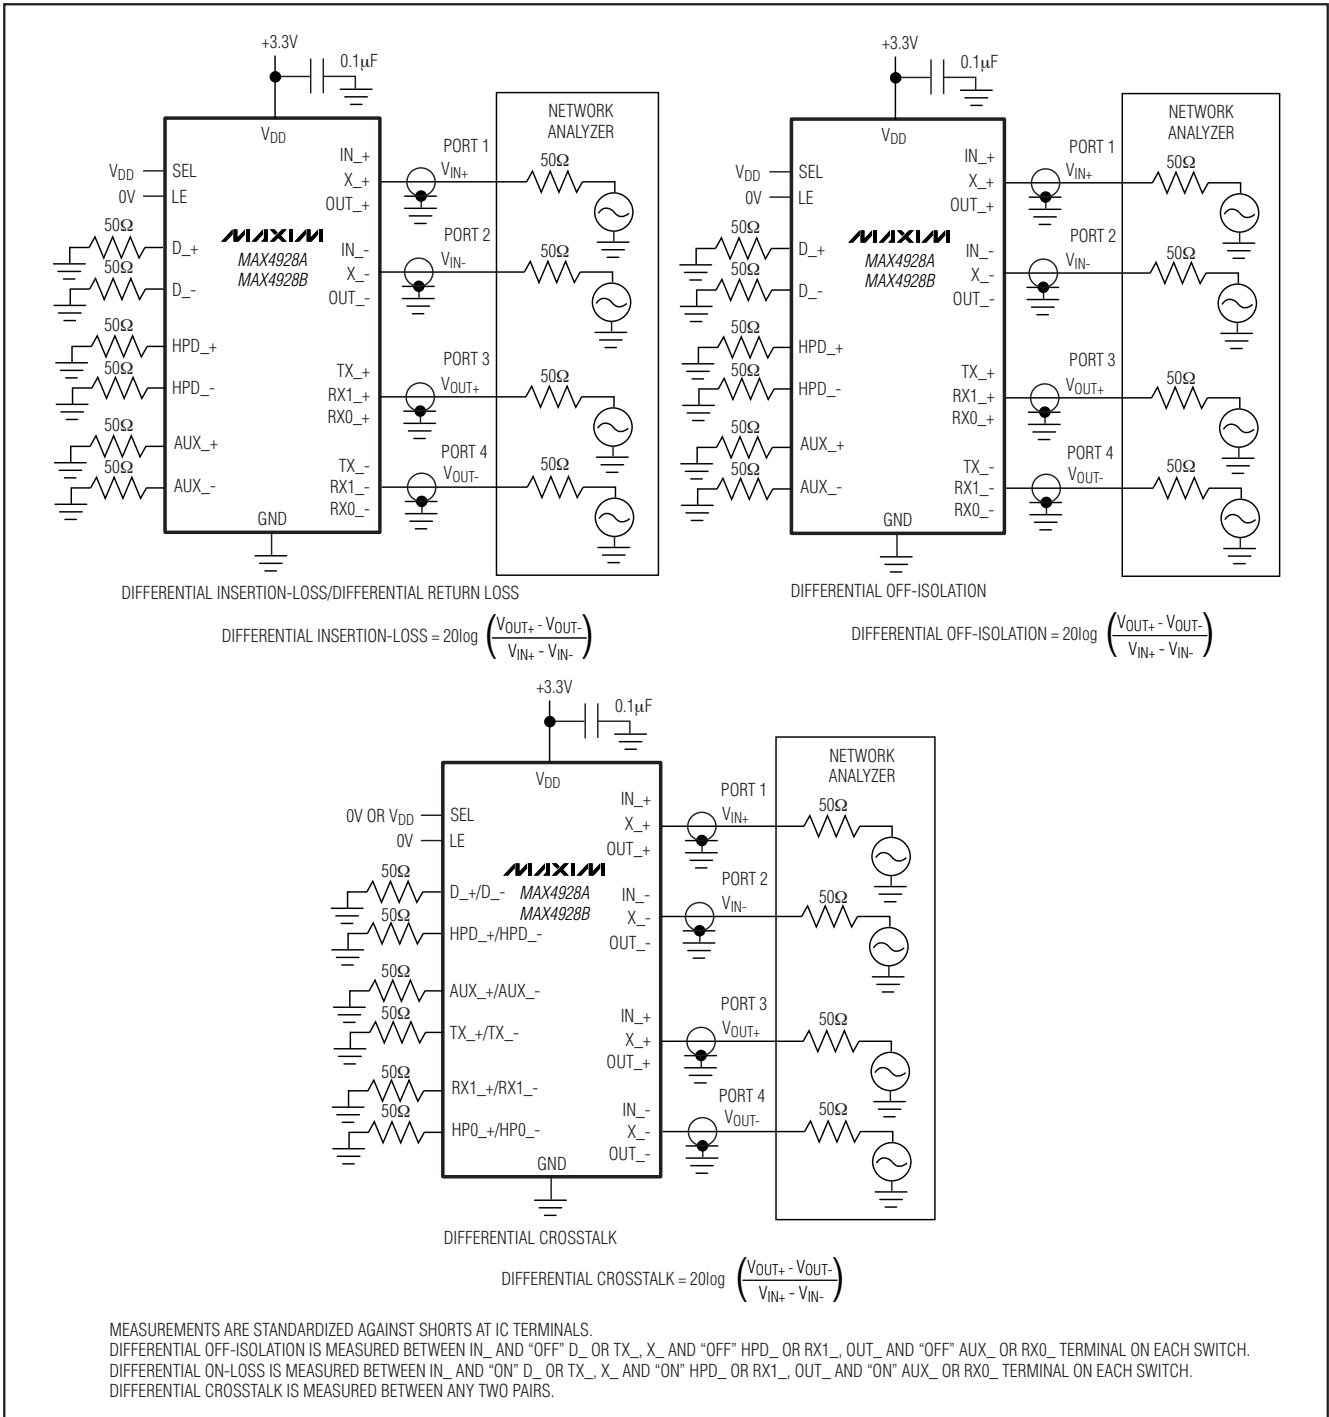 +3.3V
0.1µF
VDD
VDD
SEL
0V
LE
50Ω
D_+
50Ω
D_-
50Ω
HPD_+
50Ω
HPD_-
50Ω
AUX_+
50Ω
AUX_-
MAXIM
MAX4928A
MAX4928B
IN_+
X_+
OUT_+
IN_-
X_-
OUT_-
TX_+
RX1_+
RX0_+
TX_-
RX1_-
RX0_-
GND
PORT 1
VIN+
PORT 2
VIN-
PORT 3
VOUT+
PORT 4
VOUT-
NETWORK
ANALYZER
50Ω
50Ω
50Ω
50Ω
DIFFERENTIAL INSERTION-LOSS/DIFFERENTIAL RETURN LOSS
DIFFERENTIAL INSERTION-LOSS = 20log (VOUT+ - VOUT-
VIN+ - VIN-)
+3.3V
0.1µF
VDD
VDD
SEL
0V
LE
50Ω
D_+
50Ω
D_-
50Ω
HPD_+
50Ω
HPD_-
50Ω
AUX_+
50Ω
AUX_-
MAXIM
MAX4928A
MAX4928B
IN_+
X_+
OUT_+
IN_-
X_-
OUT_-
TX_+
RX1_+
RX0_+
TX_-
RX1_-
RX0_-
GND
PORT 1
VIN+
PORT 2
VIN-
PORT 3
VOUT+
PORT 4
VOUT-
NETWORK
ANALYZER
50Ω
50Ω
50Ω
50Ω
DIFFERENTIAL OFF-ISOLATION
DIFFERENTIAL OFF-ISOLATION = 20log (VOUT+ - VOUT-
VIN+ - VIN-)
+3.3V
0.1µF
VDD
0V OR VDD
SEL
0V
LE
50Ω
D_+/D_-
50Ω
HPD_+/HPD_-
50Ω
AUX_+/AUX_-
50Ω
TX_+/TX_-
50Ω
RX1_+/RX1_-
50Ω
HP0_+/HP0_-
MAXIM
MAX4928A
MAX4928B
IN_+
X_+
OUT_+
IN_-
X_-
OUT_-
IN_+
X_+
OUT_+
IN_-
X_-
OUT_-
GND
PORT 1
VIN+
PORT 2
VIN-
PORT 3
VOUT+
PORT 4
VOUT-
NETWORK
ANALYZER
50Ω
50Ω
50Ω
50Ω
DIFFERENTIAL CROSSTALK
DIFFERENTIAL CROSSTALK = 20log (VOUT+ - VOUT-
VIN+ - VIN-)
MEASUREMENTS ARE STANDARDIZED AGAINST SHORTS AT IC TERMINALS.
DIFFERENTIAL OFF-ISOLATION IS MEASURED BETWEEN IN_ AND “OFF” D_ OR TX_, X_ AND “OFF” HPD_ OR RX1_, OUT_ AND “OFF” AUX_ OR RX0_ TERMINAL ON EACH SWITCH.
DIFFERENTIAL ON-LOSS IS MEASURED BETWEEN IN_ AND “ON” D_ OR TX_, X_ AND “ON” HPD_ OR RX1_, OUT_ AND “ON” AUX_ OR RX0_ TERMINAL ON EACH SWITCH.
DIFFERENTIAL CROSSTALK IS MEASURED BETWEEN ANY TWO PAIRS.